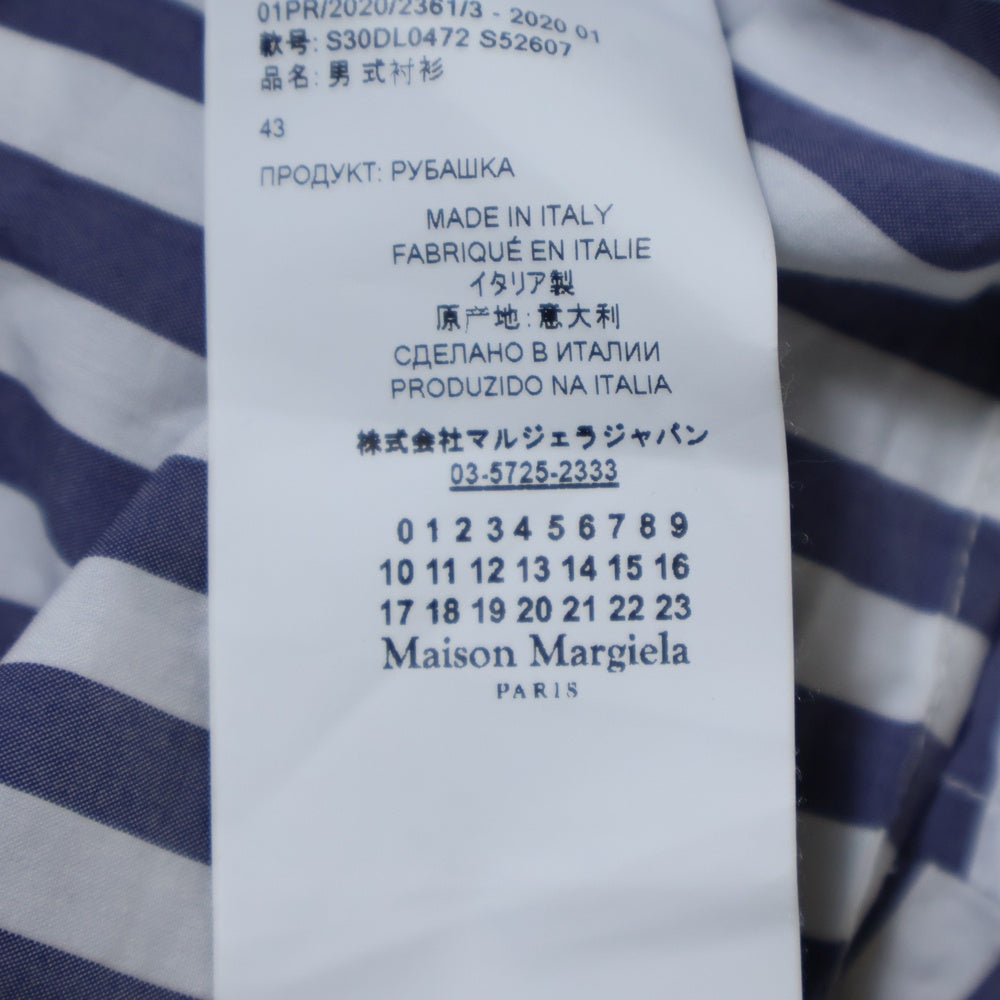 01PR/2020/2361/3 - 2020 01
款号: S30DL0472 S52607
品名: 男式衬衫
43
ПРОДУКТ: РУБАШКА
MADE IN ITALY
FABRIQUÉ EN ITALIE
イタリア製
原产地: 意大利
СДЕЛАНО В ИТАЛИИ
PRODUZIDO NA ITALIA
株式会社マルジェラジャパン
03-5725-2333
0 1 2 3 4 5 6 7 8 9
10 11 12 13 14 15 16
17 18 19 20 21 22 23
Maison Margiela
PARIS